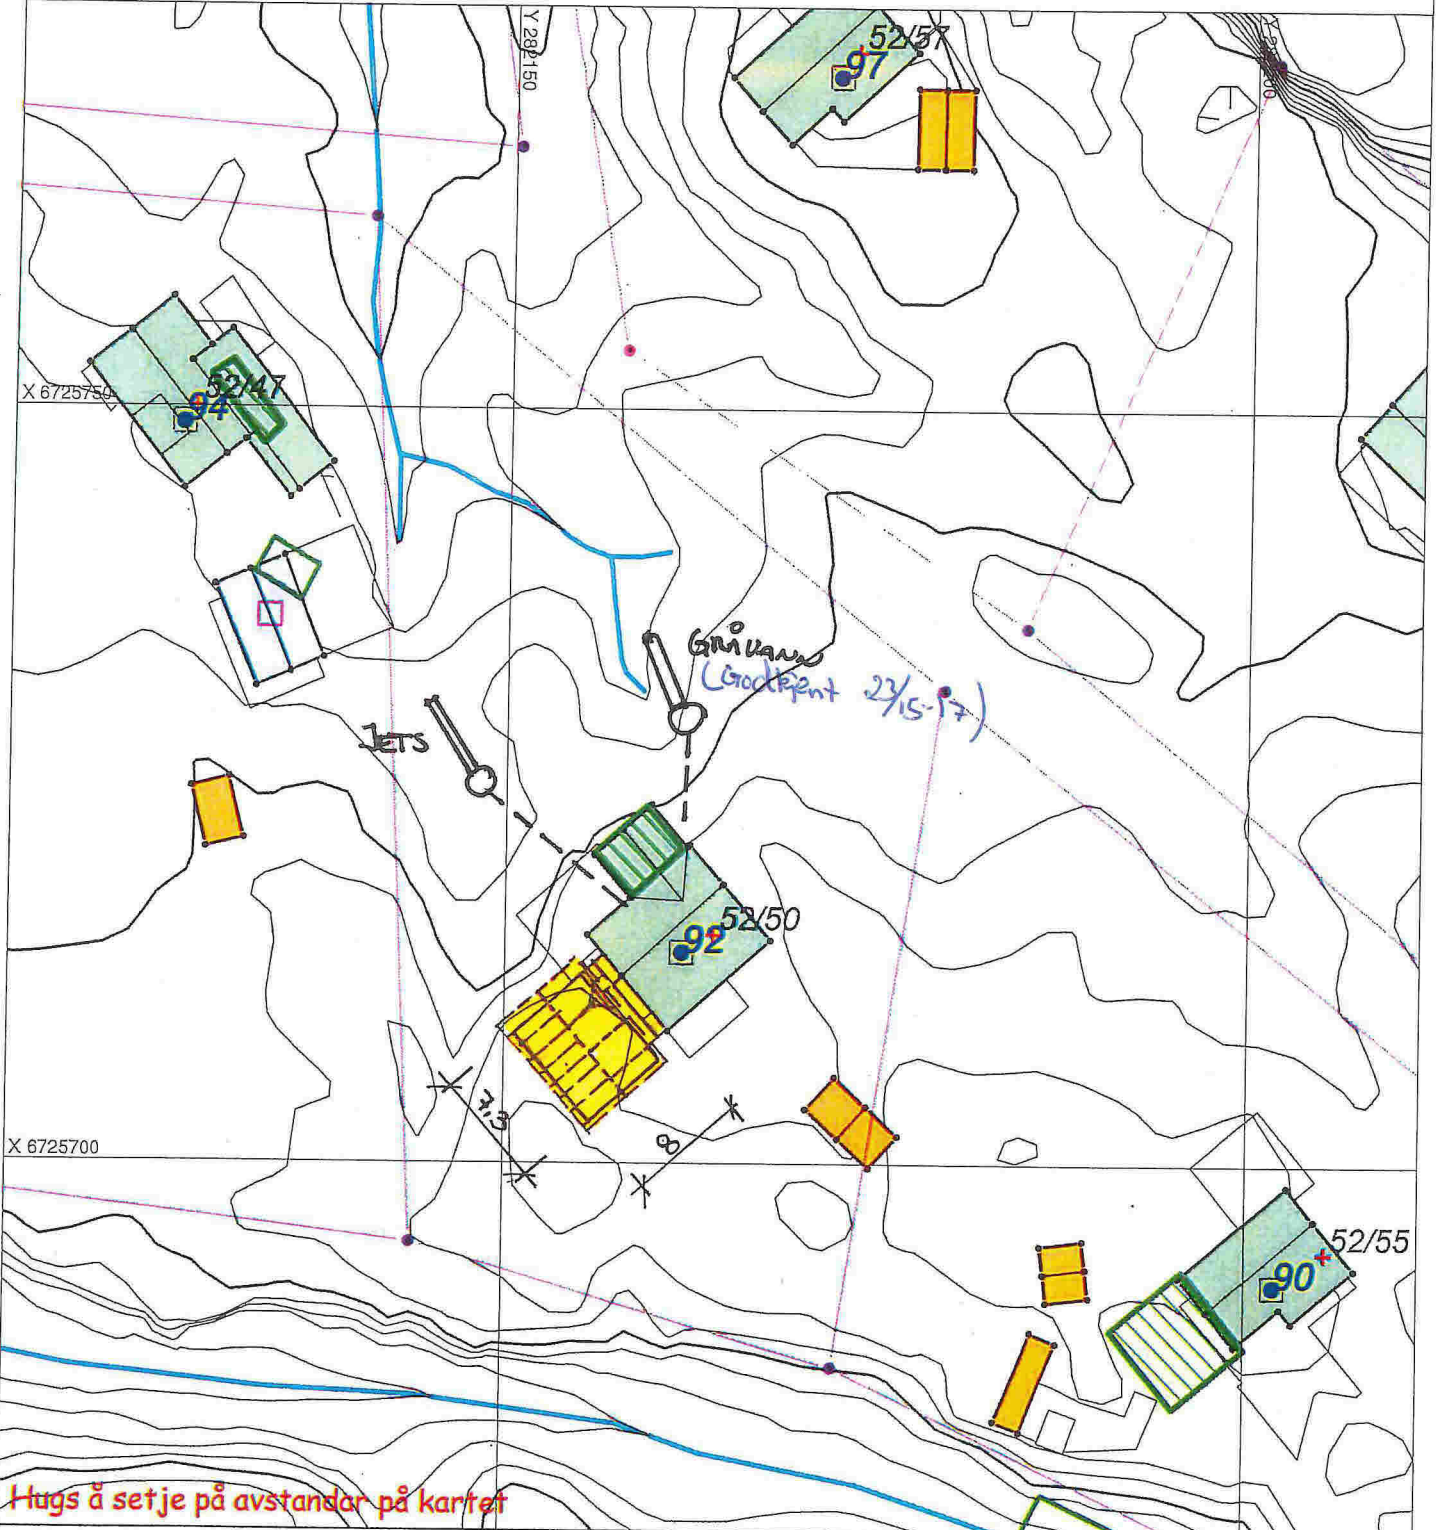 Y 282150
52/57
97
52/47
X 6725750
94
GRÅVANN
(Godkjent 23/15-17)
JETS
52/50
92
7,3
8
X 6725700
52/55
90
Hugs å setje på avstandar på kartet